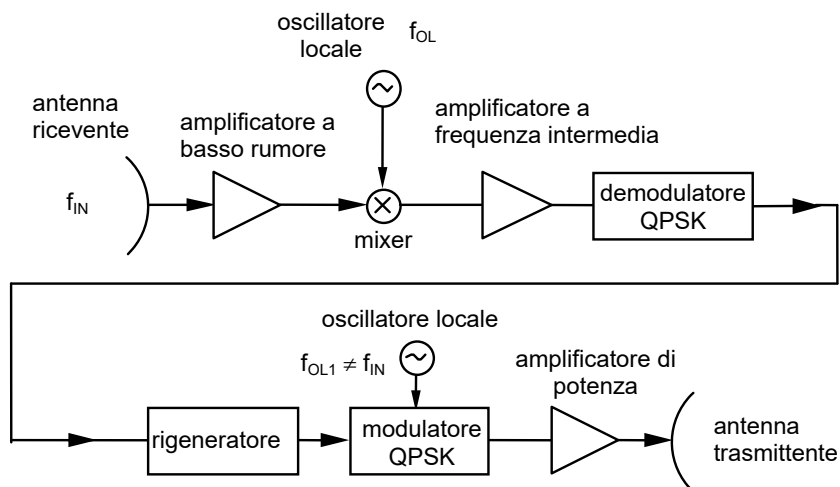 oscillatore
locale
f_OL
antenna
ricevente
amplificatore a
basso rumore
amplificatore a
frequenza intermedia
f_IN
mixer
demodulatore
QPSK
oscillatore locale
f_OL1 ≠ f_IN
amplificatore di
potenza
rigeneratore
modulatore
QPSK
antenna
trasmittente